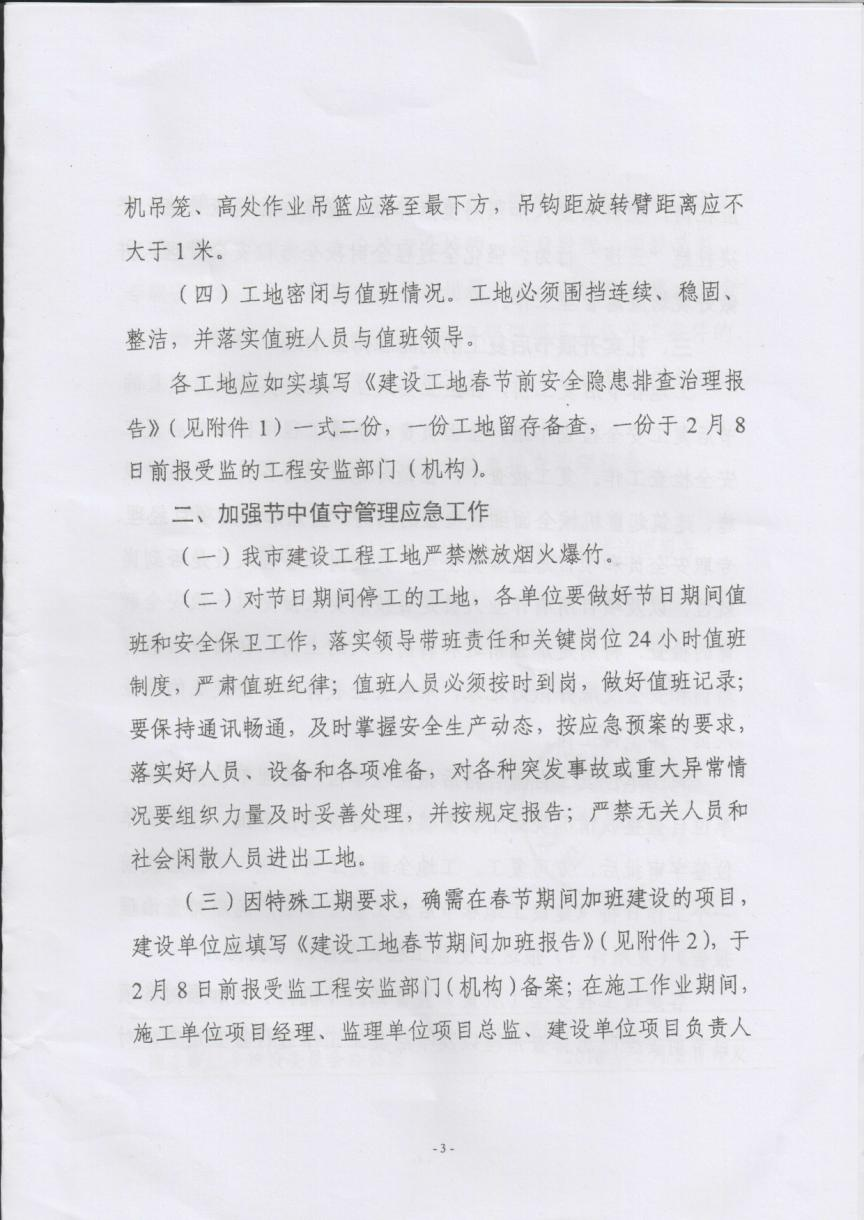 机吊笼、高处作业吊篮应落至最下方，吊钩距旋转臂距离应不
大于1米。
（四）工地密闭与值班情况。工地必须围挡连续、稳固、
整洁，并落实值班人员与值班领导。
各工地应如实填写《建设工地春节前安全隐患排查治理报
告》（见附件1）一式二份，一份工地留存备查，一份于2月8
日前报受监的工程安监部门（机构）。
二、加强节中值守管理应急工作
（一）我市建设工程工地严禁燃放烟火爆竹。
（二）对节日期间停工的工地，各单位要做好节日期间值
班和安全保卫工作，落实领导带班责任和关键岗位24小时值班
制度，严肃值班纪律；值班人员必须按时到岗，做好值班记录；
要保持通讯畅通，及时掌握安全生产动态，按应急预案的要求，
落实好人员、设备和各项准备，对各种突发事故或重大异常情
况要组织力量及时妥善处理，并按规定报告；严禁无关人员和
社会闲散人员进出工地。
（三）因特殊工期要求，确需在春节期间加班建设的项目，
建设单位应填写《建设工地春节期间加班报告》（见附件2），于
2月8日前报受监工程安监部门（机构）备案；在施工作业期间，
施工单位项目经理、监理单位项目总监、建设单位项目负责人
- 3 -